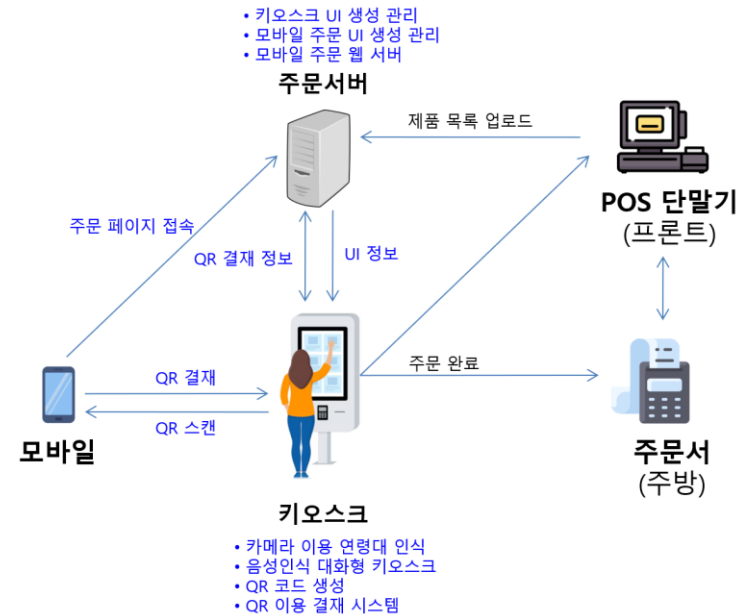 • 키오스크 UI 생성 관리
• 모바일 주문 UI 생성 관리
• 모바일 주문 웹 서버
주문서버
제품 목록 업로드
POS 단말기
(프론트)
주문 페이지 접속
QR 결재 정보
UI 정보
QR 결재
QR 스캔
주문 완료
모바일
키오스크
주문서
(주방)
• 카메라 이용 연령대 인식
• 음성인식 대화형 키오스크
• QR 코드 생성
• QR 이용 결재 시스템